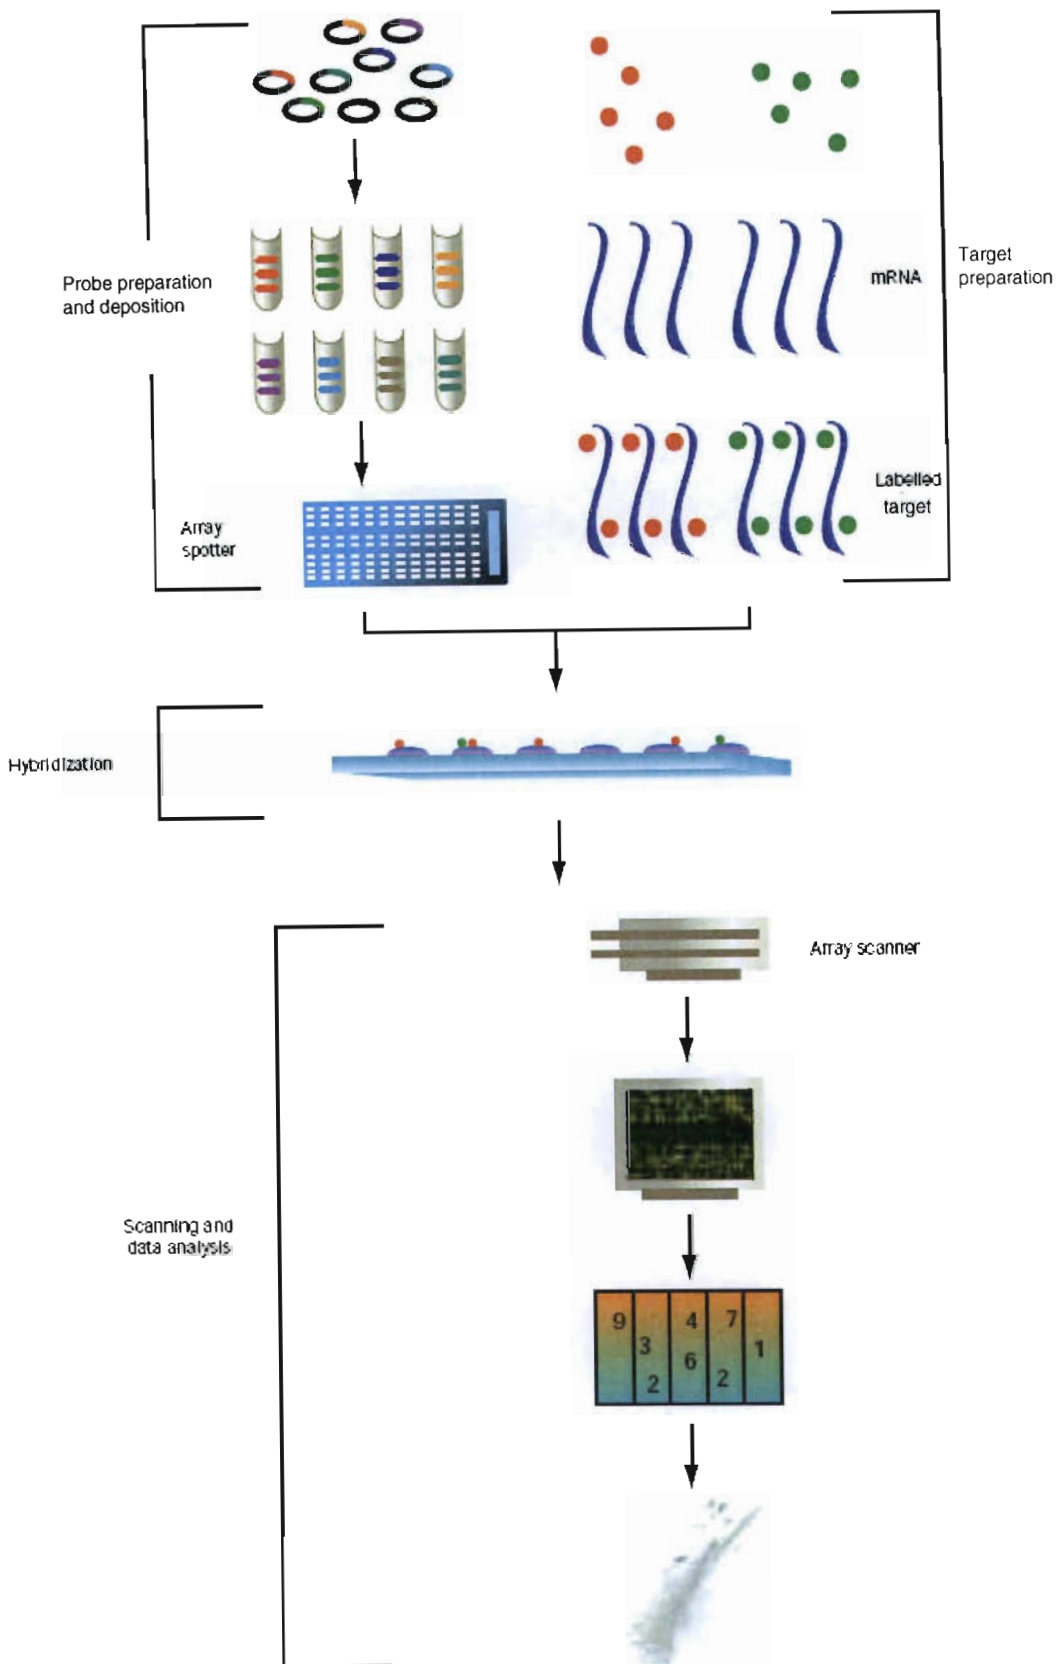 Probe preparation
and deposition
mRNA
Target
preparation
Labelled
target
Array
spotter
Hybridization
Array scanner
Scanning and
data analysis
9
4
7
3
1
6
2
2